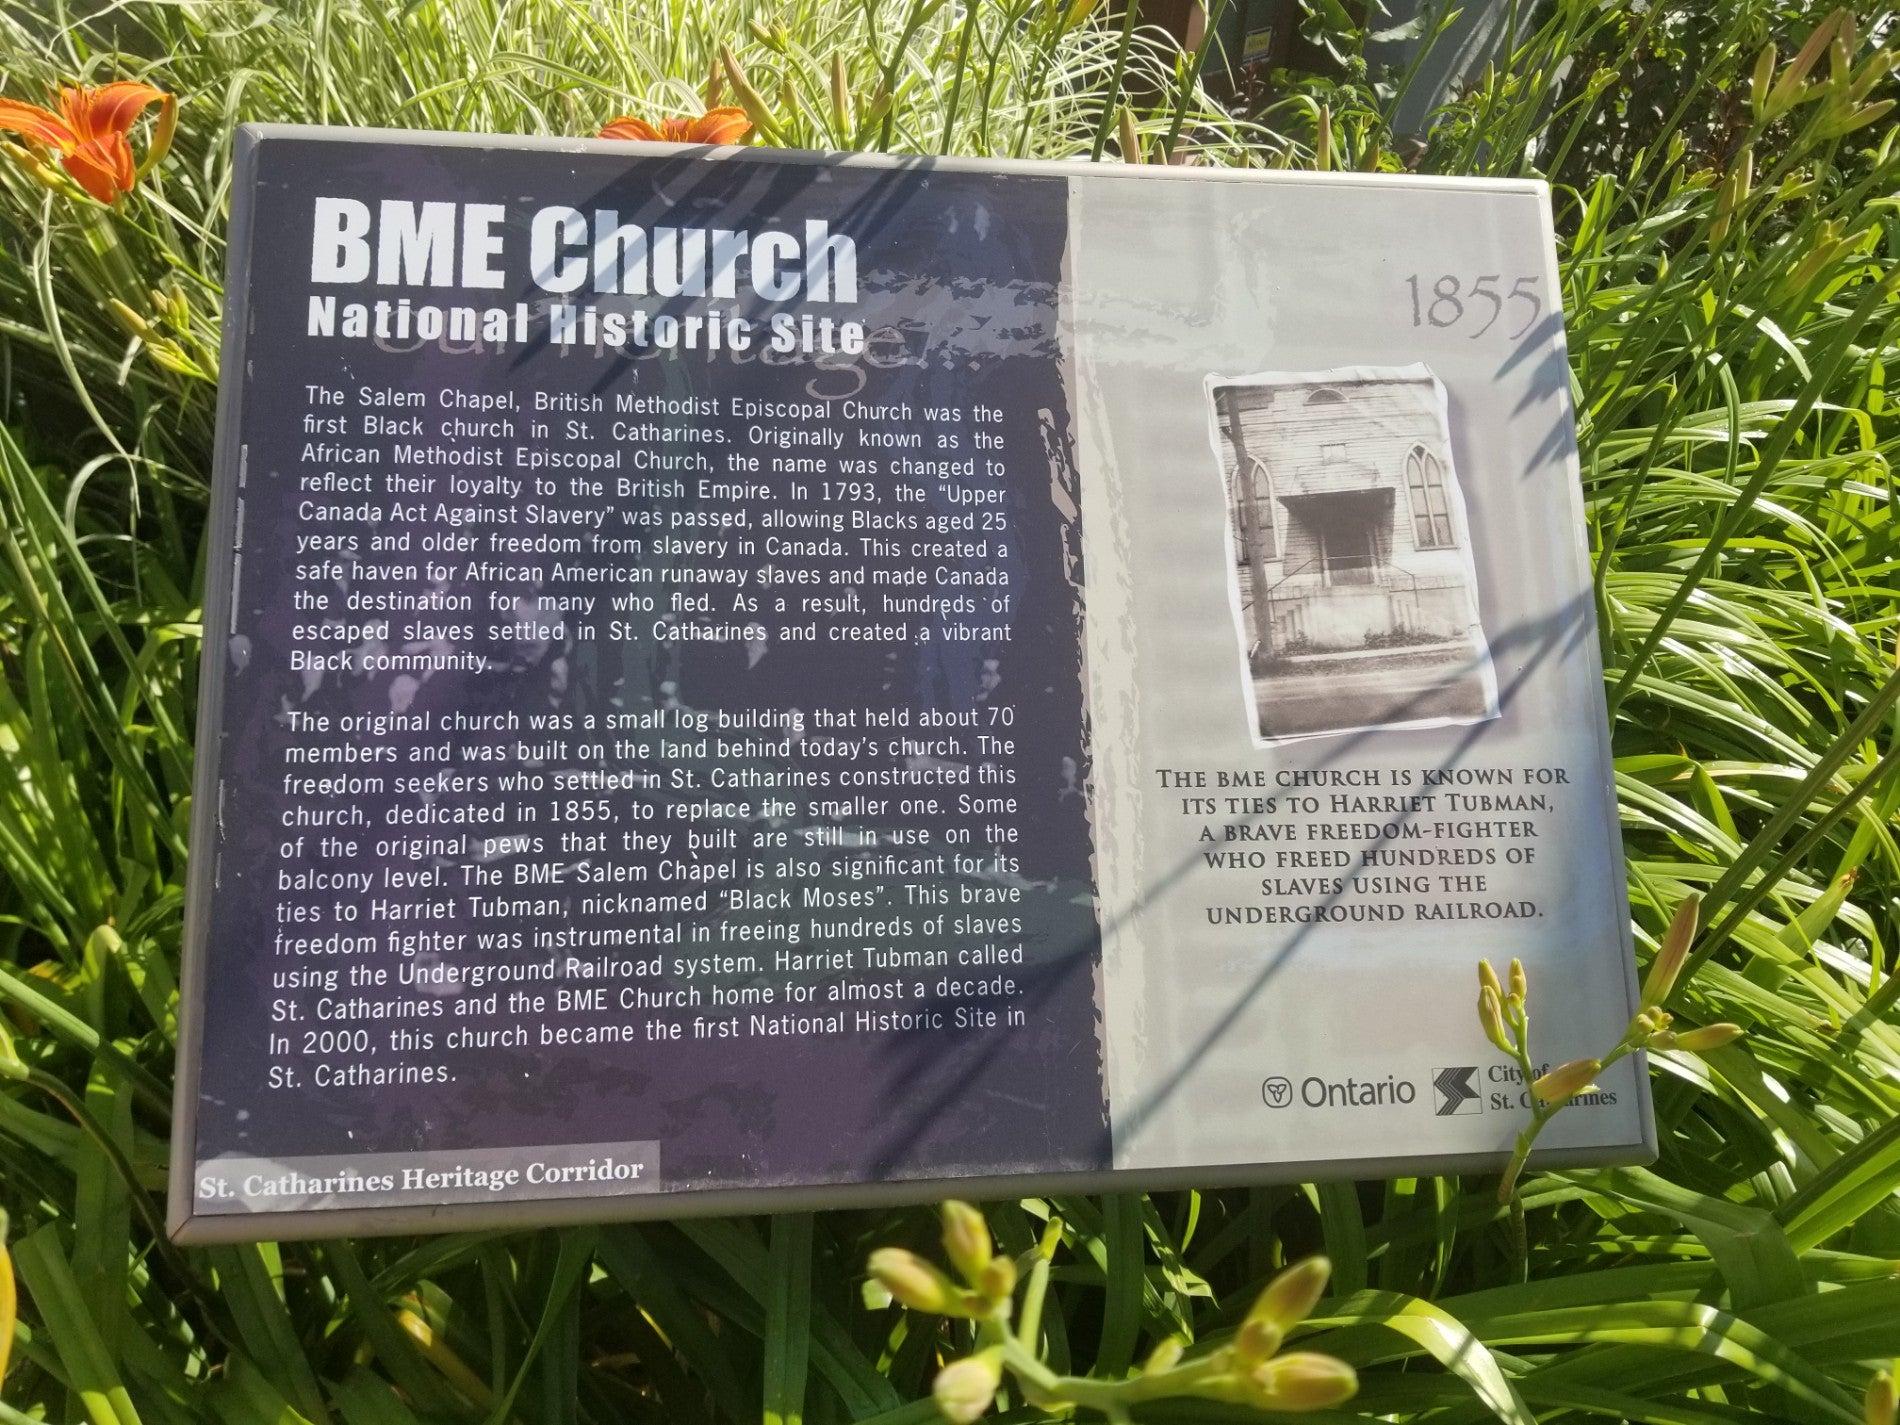 BME Church
National Historic Site
our heritage...
The Salem Chapel, British Methodist Episcopal Church was the
first Black church in St. Catharines. Originally known as the
African Methodist Episcopal Church, the name was changed to
reflect their loyalty to the British Empire. In 1793, the “Upper
Canada Act Against Slavery” was passed, allowing Blacks aged 25
years and older freedom from slavery in Canada. This created a
safe haven for African American runaway slaves and made Canada
the destination for many who fled. As a result, hundreds of
escaped slaves settled in St. Catharines and created a vibrant
Black community.
The original church was a small log building that held about 70
members and was built on the land behind today’s church. The
freedom seekers who settled in St. Catharines constructed this
church, dedicated in 1855, to replace the smaller one. Some
of the original pews that they built are still in use on the
balcony level. The BME Salem Chapel is also significant for its
ties to Harriet Tubman, nicknamed “Black Moses”. This brave
freedom fighter was instrumental in freeing hundreds of slaves
using the Underground Railroad system. Harriet Tubman called
St. Catharines and the BME Church home for almost a decade.
In 2000, this church became the first National Historic Site in
St. Catharines.
St. Catharines Heritage Corridor
1855
THE BME CHURCH IS KNOWN FOR
ITS TIES TO HARRIET TUBMAN,
A BRAVE FREEDOM-FIGHTER
WHO FREED HUNDREDS OF
SLAVES USING THE
UNDERGROUND RAILROAD.
Ontario
City of
St. Catharines